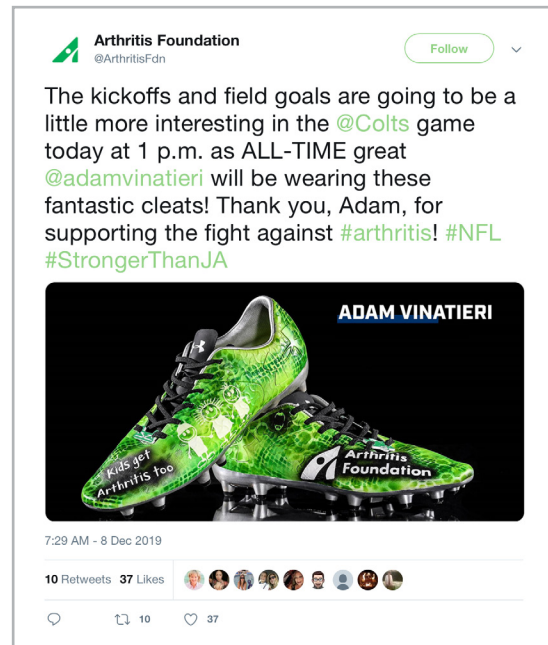 Arthritis Foundation
@ArthritisFdn
Follow
The kickoffs and field goals are going to be a
little more interesting in the @Colts game
today at 1 p.m. as ALL-TIME great
@adamvinatieri will be wearing these
fantastic cleats! Thank you, Adam, for
supporting the fight against #arthritis! #NFL
#StrongerThanJA
ADAM VINATIERI
Kids get
Arthritis too
Arthritis
Foundation
7:29 AM - 8 Dec 2019
10 Retweets 37 Likes
10 37